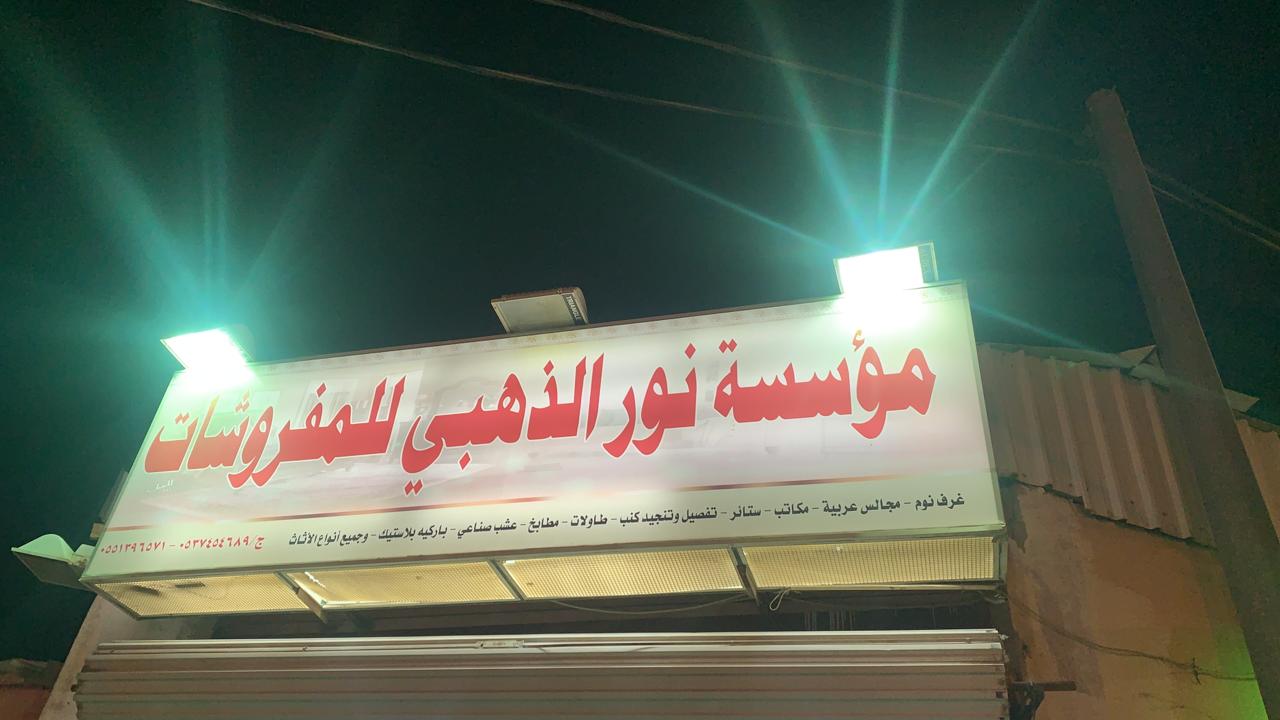 مؤسسة نور الذهبي للمفروشات
غرف نوم - مجالس عربية - مكاتب - ستائر - تفصيل وتنجيد كنب - طاولات - مطابخ - عشب صناعي - باركيه بلاستيك - وجميع أنواع الأثاث
ج/ ٠٥٣٧٤٥٤٦٨٩ - ٠٥٥١٣٩٦٥٧١